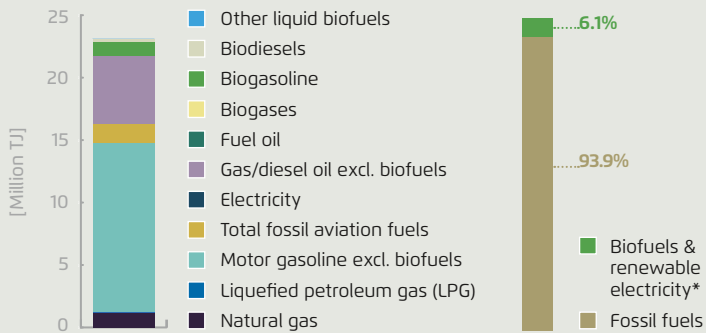 [Million TJ]
25
20
15
10
5
0
Other liquid biofuels
Biodiesels
Biogasoline
Biogases
Fuel oil
Gas/diesel oil excl. biofuels
Electricity
Total fossil aviation fuels
Motor gasoline excl. biofuels
Liquefied petroleum gas (LPG)
Natural gas
6.1%
93.9%
Biofuels &
renewable
electricity*
Fossil fuels